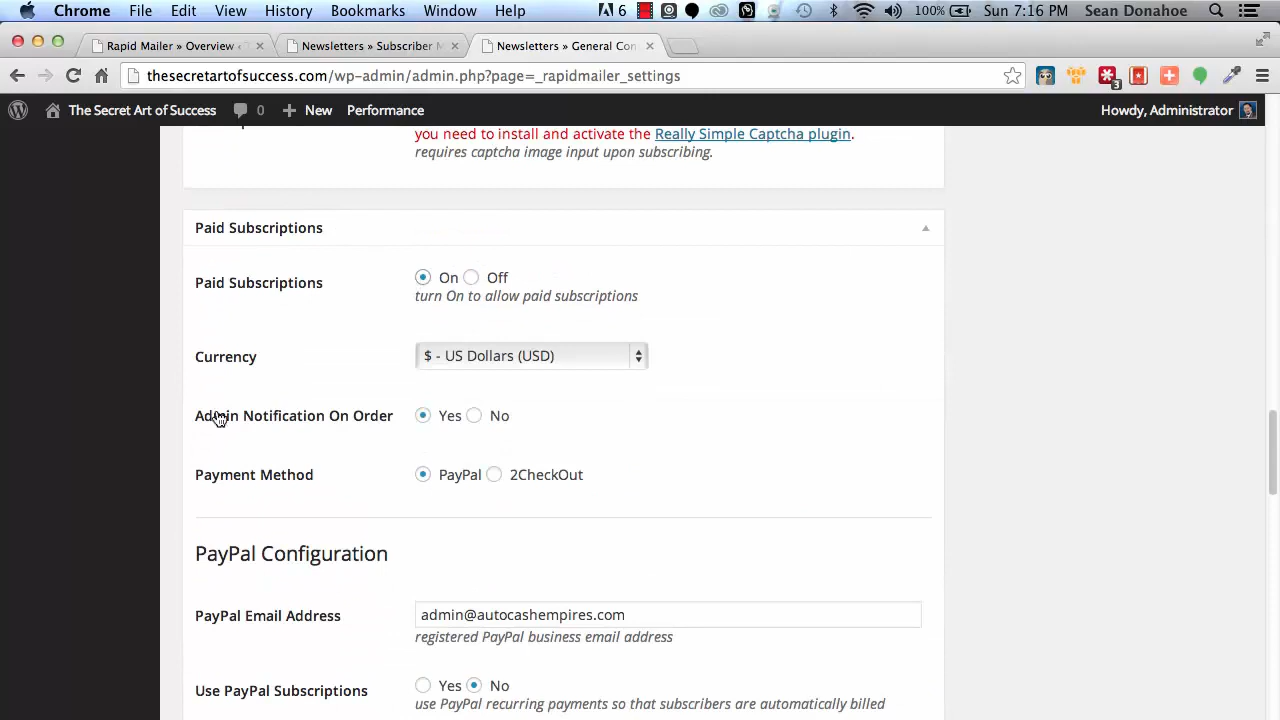 Chrome File Edit View History Bookmarks Window Help 6 100% Sun 7:16 PM Sean Donahoe
Rapid Mailer » Overview ‹ Newsletters » Subscriber M Newsletters » General Con
thesecretartofsuccess.com/wp-admin/admin.php?page=_rapidmailer_settings 3
The Secret Art of Success 0 New Performance Howdy, Administrator
you need to install and activate the Really Simple Captcha plugin.
requires captcha image input upon subscribing.
Paid Subscriptions
Paid Subscriptions On Off
turn On to allow paid subscriptions
Currency $ - US Dollars (USD)
Admin Notification On Order Yes No
Payment Method PayPal 2CheckOut
PayPal Configuration
PayPal Email Address admin@autocashempires.com
registered PayPal business email address
Use PayPal Subscriptions Yes No
use PayPal recurring payments so that subscribers are automatically billed